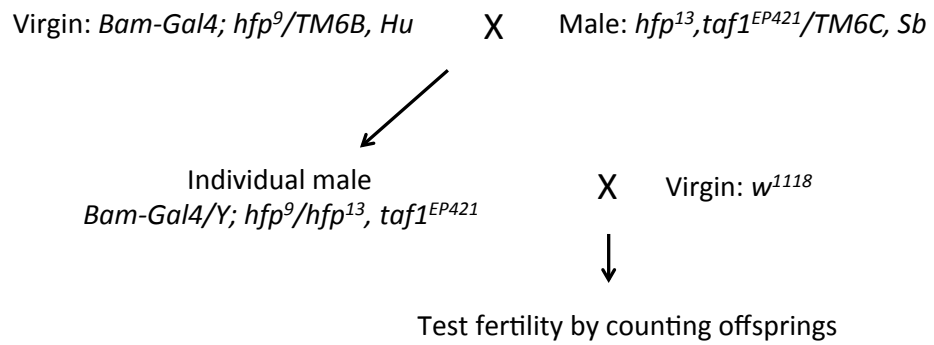 Virgin: Bam-Gal4; hfp⁹/TM6B, Hu X Male: hfp¹³,taf1ᴱᴾ⁴²¹/TM6C, Sb
Individual male
Bam-Gal4/Y; hfp⁹/hfp¹³, taf1ᴱᴾ⁴²¹ X Virgin: w¹¹¹⁸
Test fertility by counting offsprings